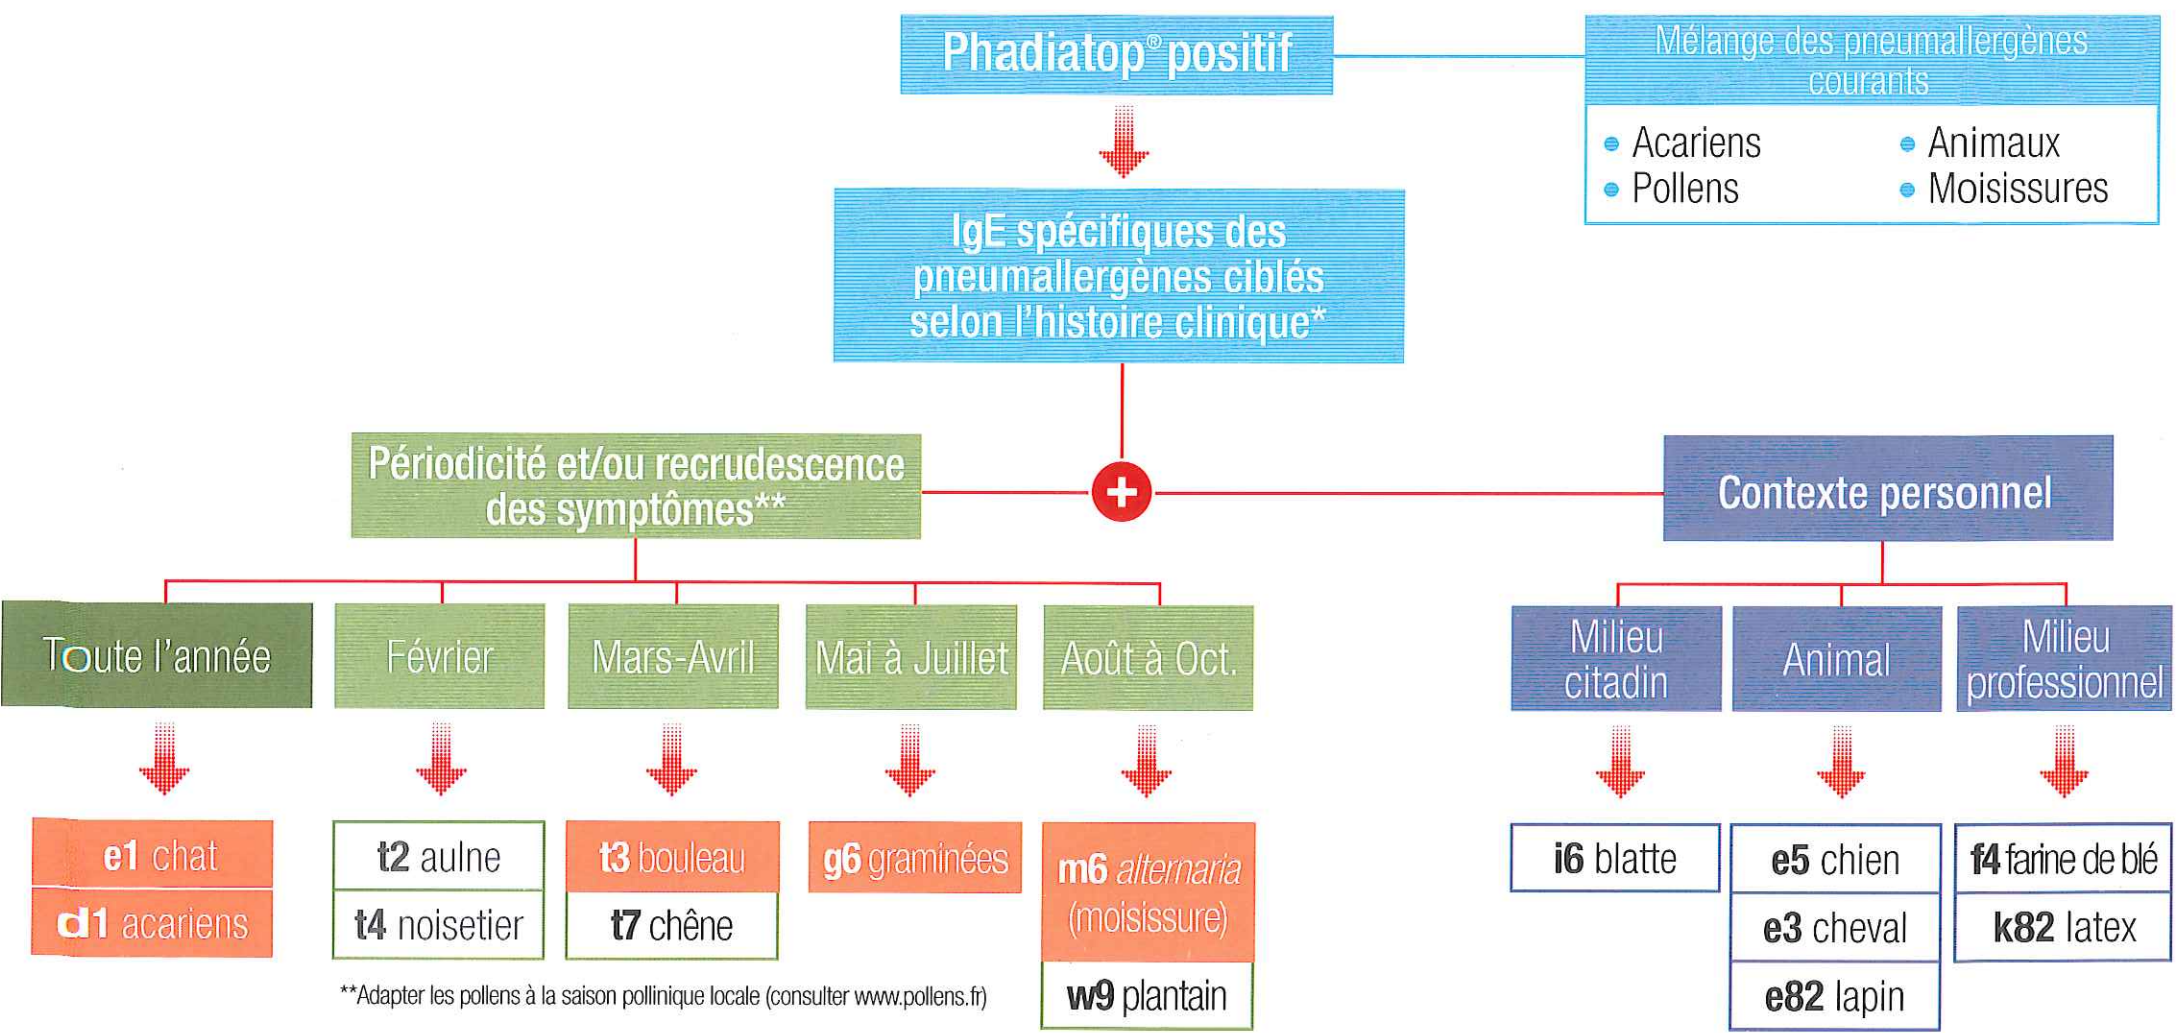 Phadiatop® positif
Mélange des pneumallergènes
courants
• Acariens
• Pollens
• Animaux
• Moisissures
IgE spécifiques des
pneumallergènes ciblés
selon l'histoire clinique*
Périodicité et/ou recrudescence
des symptômes**
+
Contexte personnel
Toute l'année
Février
Mars-Avril
Mai à Juillet
Août à Oct.
Milieu
citadin
Animal
Milieu
professionnel
e1 chat
d1 acariens
t2 aulne
t4 noisetier
t3 bouleau
t7 chêne
g6 graminées
m6 alternaria
(moisissure)
w9 plantain
i6 blatte
e5 chien
e3 cheval
e82 lapin
f4 farine de blé
k82 latex
**Adapter les pollens à la saison pollinique locale (consulter www.pollens.fr)